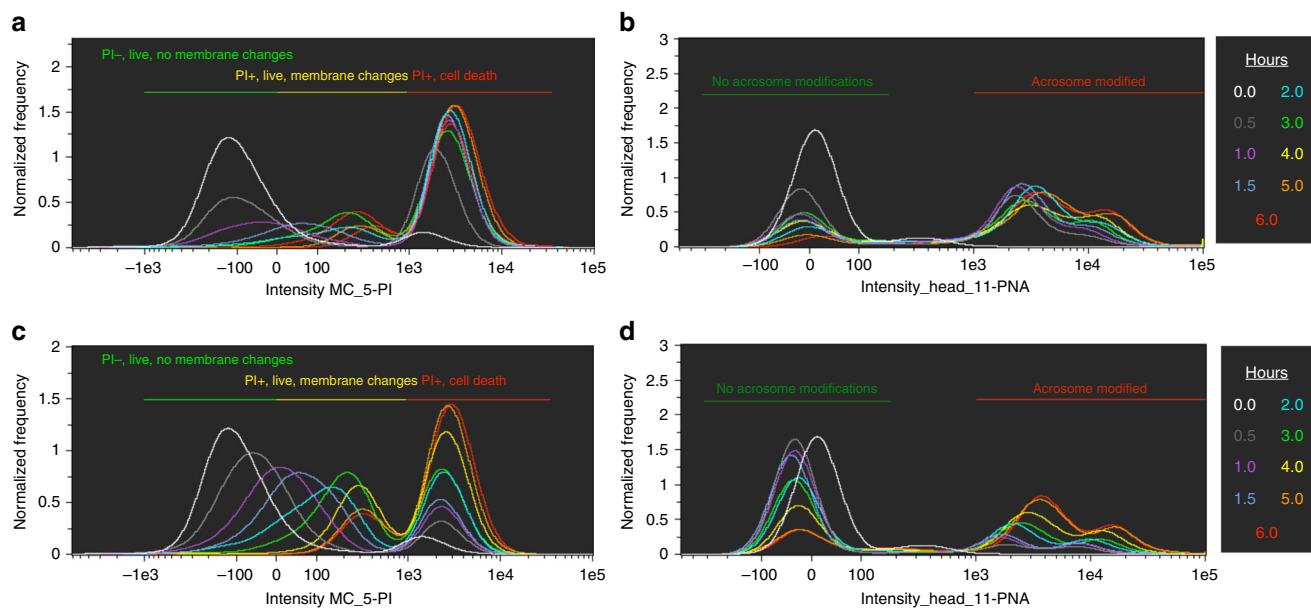 a
Normalized frequency
2
1.5
1
0.5
0
PI–, live, no membrane changes
PI+, live, membrane changes PI+, cell death
–1e3 –100 0 100 1e3 1e4 1e5
Intensity MC_5-PI
b
Normalized frequency
3
2.5
2
1.5
1
0.5
0
No acrosome modifications
Acrosome modified
–100 0 100 1e3 1e4 1e5
Intensity_head_11-PNA
Hours
0.0 2.0
0.5 3.0
1.0 4.0
1.5 5.0
6.0
c
Normalized frequency
2
1.5
1
0.5
0
PI–, live, no membrane changes
PI+, live, membrane changes PI+, cell death
–1e3 –100 0 100 1e3 1e4 1e5
Intensity MC_5-PI
d
Normalized frequency
3
2.5
2
1.5
1
0.5
0
No acrosome modifications
Acrosome modified
–100 0 100 1e3 1e4 1e5
Intensity_head_11-PNA
Hours
0.0 2.0
0.5 3.0
1.0 4.0
1.5 5.0
6.0